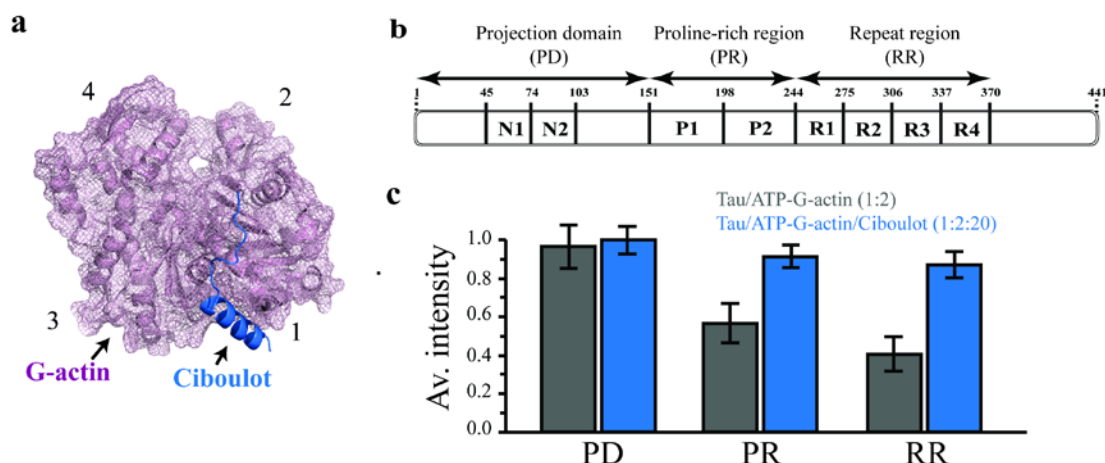 a
4
2
3
1
G-actin
Ciboulot
b
Projection domain
(PD)
Proline-rich region
(PR)
Repeat region
(RR)
1 45 74 103 151 198 244 275 306 337 370 441
N1 N2 P1 P2 R1 R2 R3 R4
c
Tau/ATP-G-actin (1:2)
Tau/ATP-G-actin/Ciboulot (1:2:20)
Av. intensity
1.0
0.8
0.6
0.4
0.2
0.0
PD PR RR